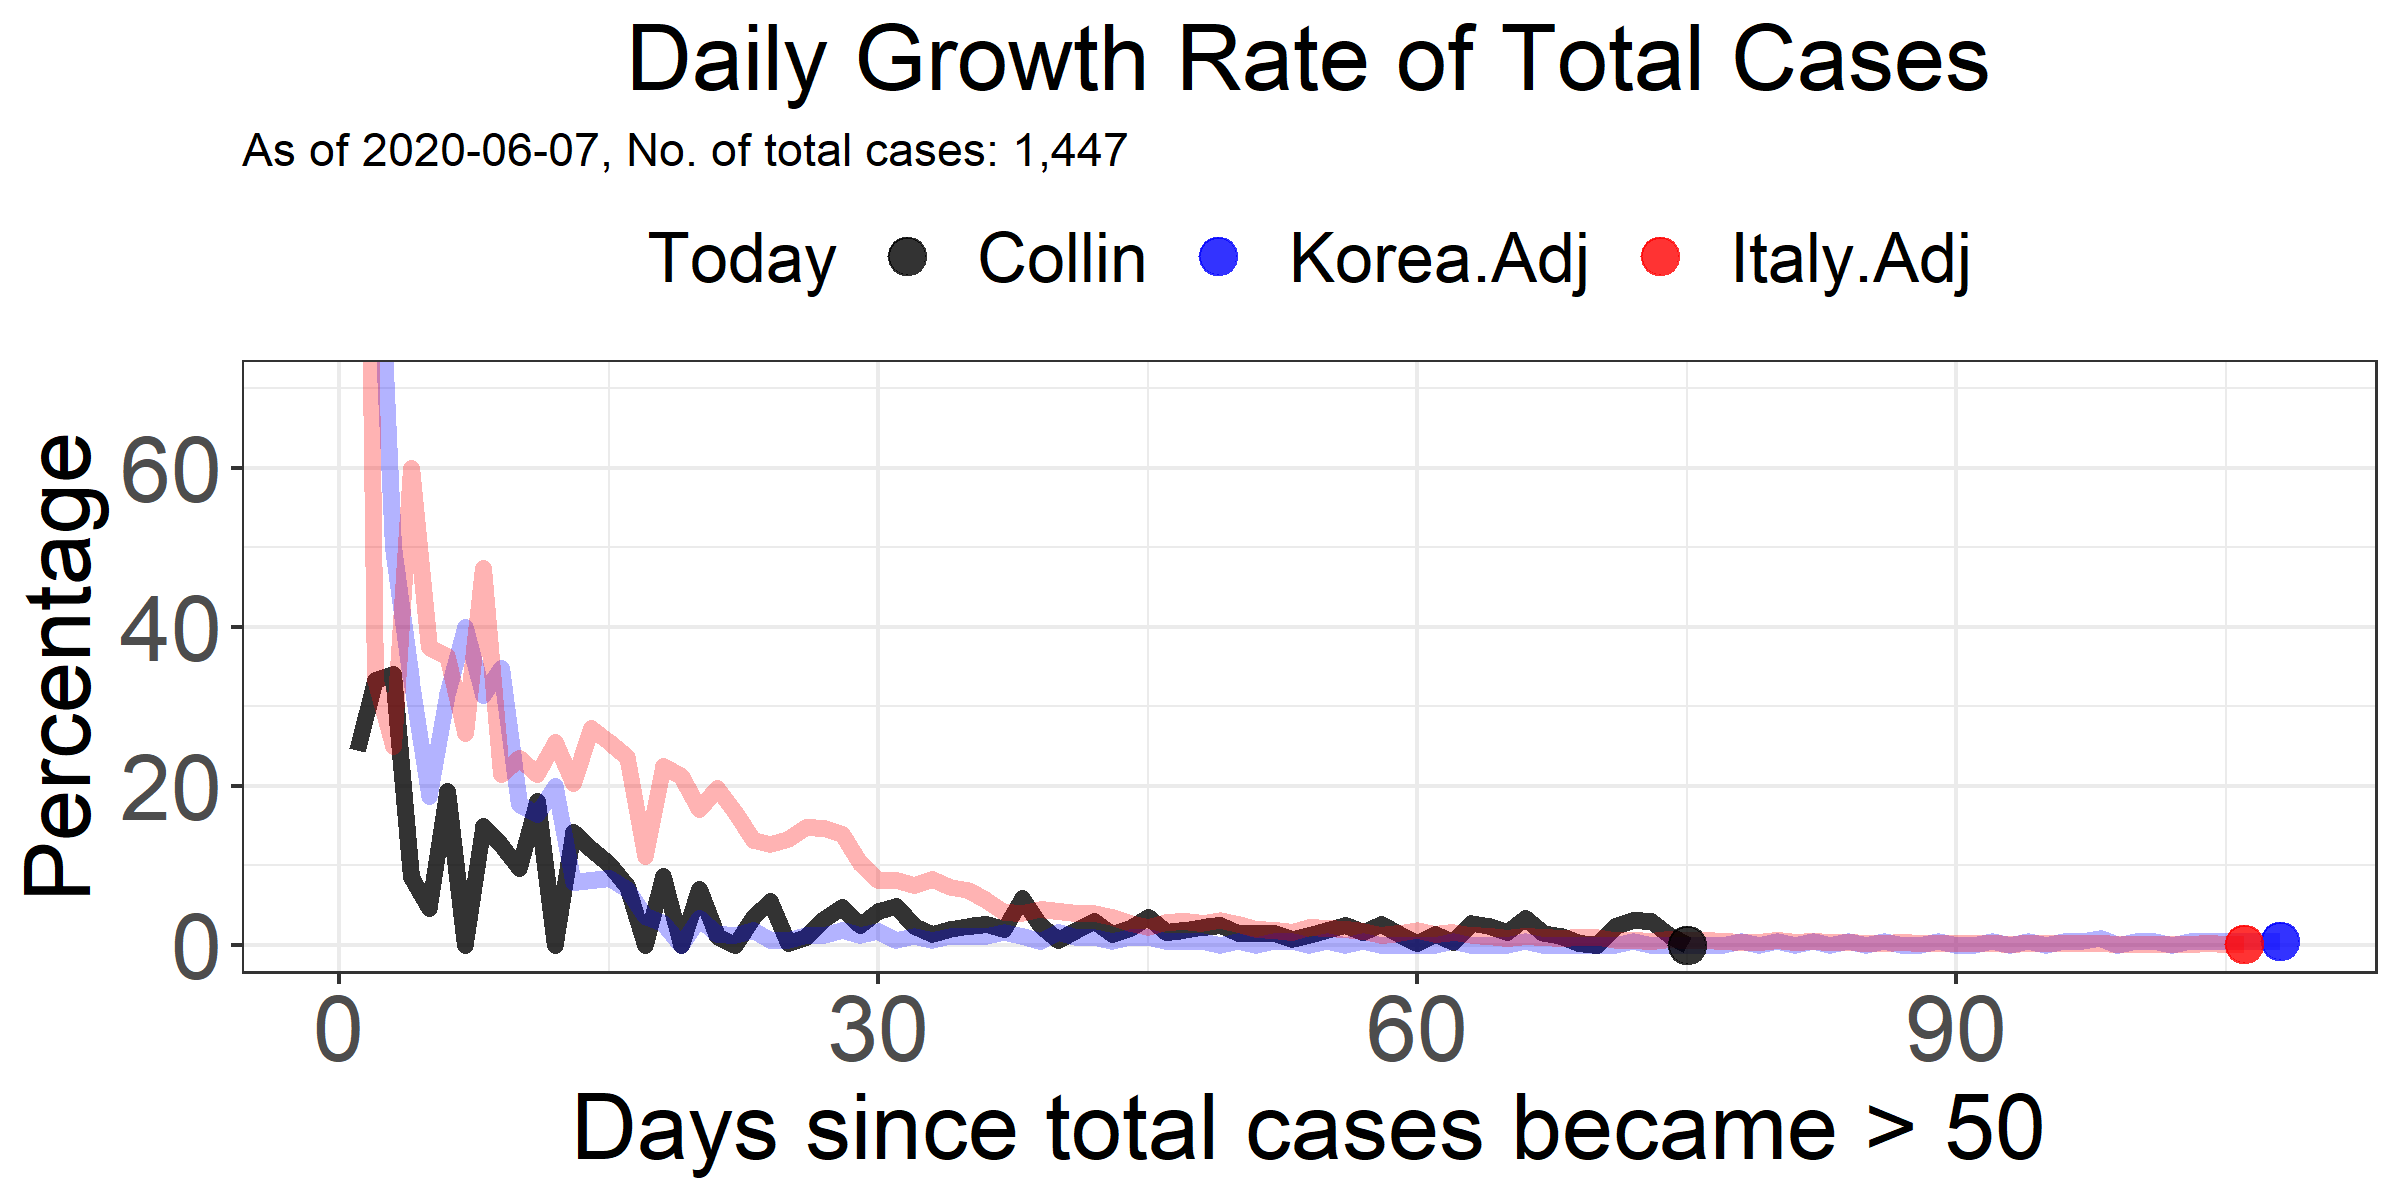 Daily Growth Rate of Total Cases
As of 2020-06-07, No. of total cases: 1,447
Today Collin Korea.Adj Italy.Adj
Percentage
60
40
20
0
0 30 60 90
Days since total cases became > 50